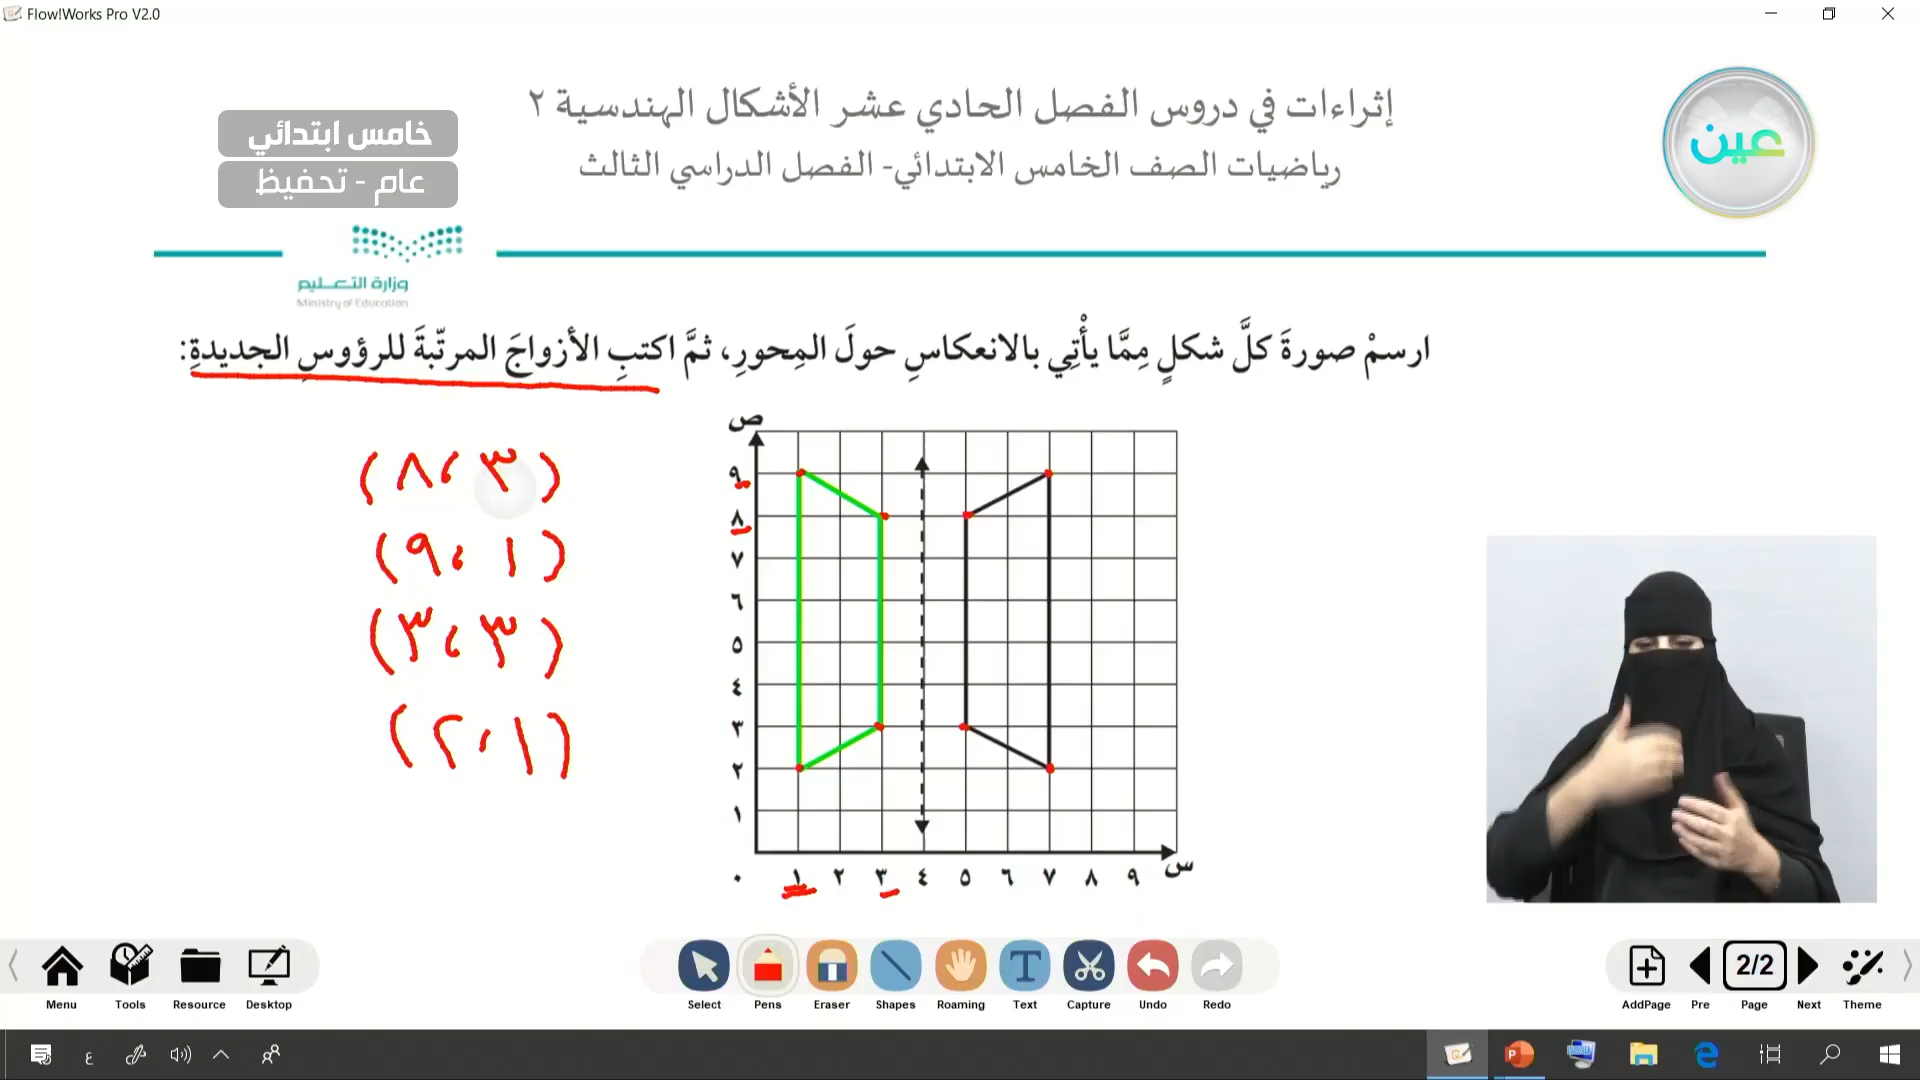 Flow!Works Pro V2.0
إثراءات في دروس الفصل الحادي عشر الأشكال الهندسية ٢
رياضيات الصف الخامس الابتدائي- الفصل الدراسي الثالث
خامس ابتدائي
عام - تحفيظ
عين
وزارة التعليم
Ministry of Education
ارسمْ صورةَ كلَّ شكلٍ مِمَّا يأْتِي بالانعكاسِ حولَ المِحورِ، ثمَّ اكتبِ الأزواجَ المرتّبةَ للرؤوسِ الجديدةِ:
(٣ ، ٨)
(١ ، ٩)
(٣ ، ٣)
(١ ، ٢)
ص
٩
٨
٧
٦
٥
٤
٣
٢
١
س
٠ ١ ٢ ٣ ٤ ٥ ٦ ٧ ٨ ٩
Menu Tools Resource Desktop
Select Pens Eraser Shapes Roaming Text Capture Undo Redo
2/2
AddPage Pre Page Next Theme
ع